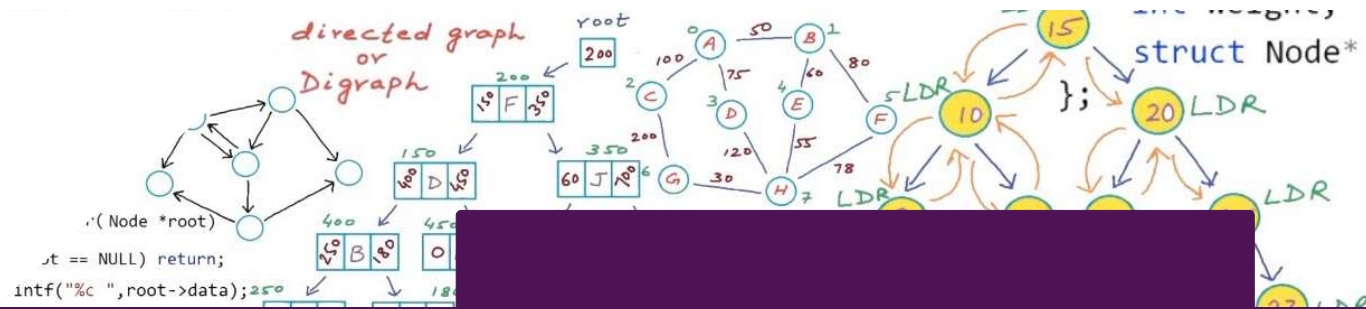 directed graph
or
Digraph
root
200
200
150 F 350
150
400 D 450
350
60 J 700
400
250 B 180
450
0
250
180
0 A
50
B 1
100
75
60
80
2 C
3 D
4 E
5 F
200
120
55
78
6 G
30
H 7
15
LDR 10
20 LDR
LDR
LDR
struct Node*
};
(Node *root)
== NULL) return;
intf("%c ",root->data);